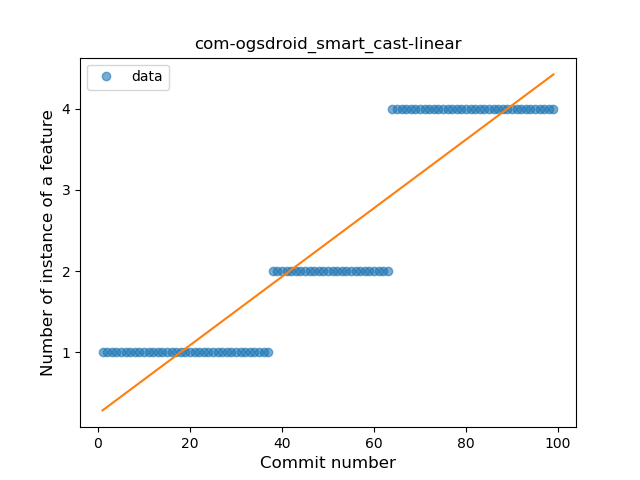 com-ogsdroid_smart_cast-linear
data
Number of instance of a feature
4
3
2
1
0
20
40
60
80
100
Commit number